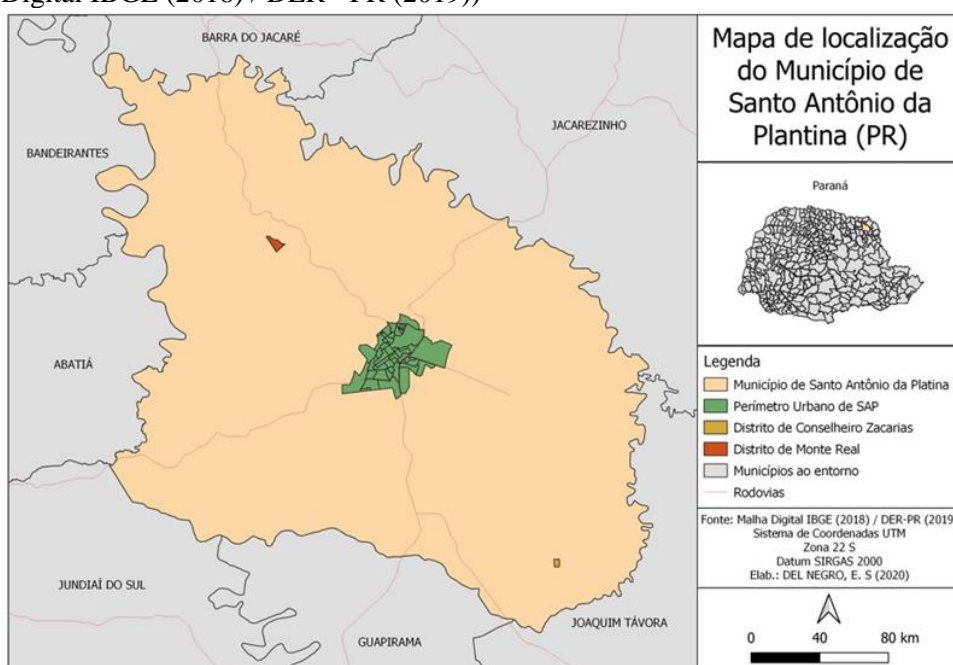 Digital IBGE (2018) / DER - PR (2019))
BARRA DO JACARÉ
JACAREZINHO
BANDEIRANTES
ABATIÁ
JUNDIAÍ DO SUL
GUAPIRAMA
JOAQUIM TÁVORA
Mapa de localização
do Município de
Santo Antônio da
Plantina (PR)
Paraná
Legenda
Município de Santo Antônio da Platina
Perímetro Urbano de SAP
Distrito de Conselheiro Zacarias
Distrito de Monte Real
Municípios ao entorno
Rodovias
Fonte: Malha Digital IBGE (2018) / DER-PR (2019
Sistema de Coordenadas UTM
Zona 22 S
Datum SIRGAS 2000
Elab.: DEL NEGRO, E. S (2020)
0 40 80 km